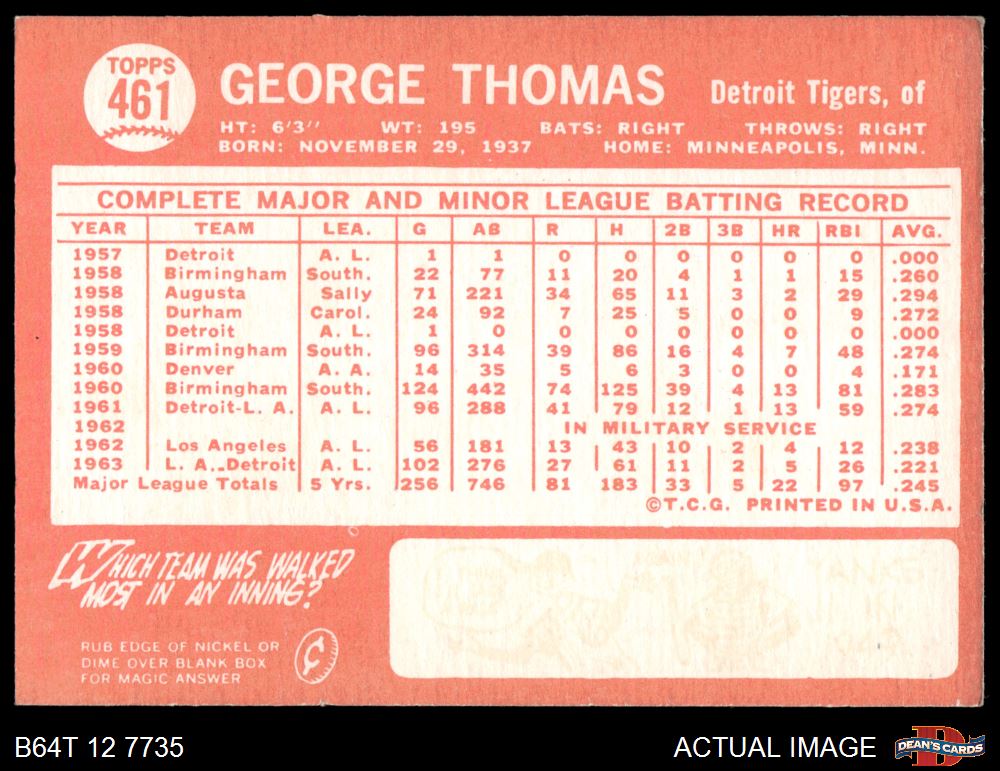 TOPPS
461
GEORGE THOMAS
Detroit Tigers, of
HT: 6'3" WT: 195 BATS: RIGHT THROWS: RIGHT
BORN: NOVEMBER 29, 1937 HOME: MINNEAPOLIS, MINN.
COMPLETE MAJOR AND MINOR LEAGUE BATTING RECORD
YEAR TEAM LEA. G AB R H 2B 3B HR RBI AVG.
1957 Detroit A. L. 1 1 0 0 0 0 0 0 .000
1958 Birmingham South. 22 77 11 20 4 1 1 15 .260
1958 Augusta Sally 71 221 34 65 11 3 2 29 .294
1958 Durham Carol. 24 92 7 25 5 0 0 9 .272
1958 Detroit A. L. 1 0 0 0 0 0 0 0 .000
1959 Birmingham South. 96 314 39 86 16 4 7 48 .274
1960 Denver A. A. 14 35 5 6 3 0 0 4 .171
1960 Birmingham South. 124 442 74 125 39 4 13 81 .283
1961 Detroit-L. A. A. L. 96 288 41 79 12 1 13 59 .274
1962 IN MILITARY SERVICE
1962 Los Angeles A. L. 56 181 13 43 10 2 4 12 .238
1963 L. A.-Detroit A. L. 102 276 27 61 11 2 5 26 .221
Major League Totals 5 Yrs. 256 746 81 183 33 5 22 97 .245
©T.C.G. PRINTED IN U.S.A.
WHICH TEAM WAS WALKED
MOST IN AN INNING?
RUB EDGE OF NICKEL OR
DIME OVER BLANK BOX
FOR MAGIC ANSWER
¢
B64T 12 7735
ACTUAL IMAGE
DEAN'S CARDS